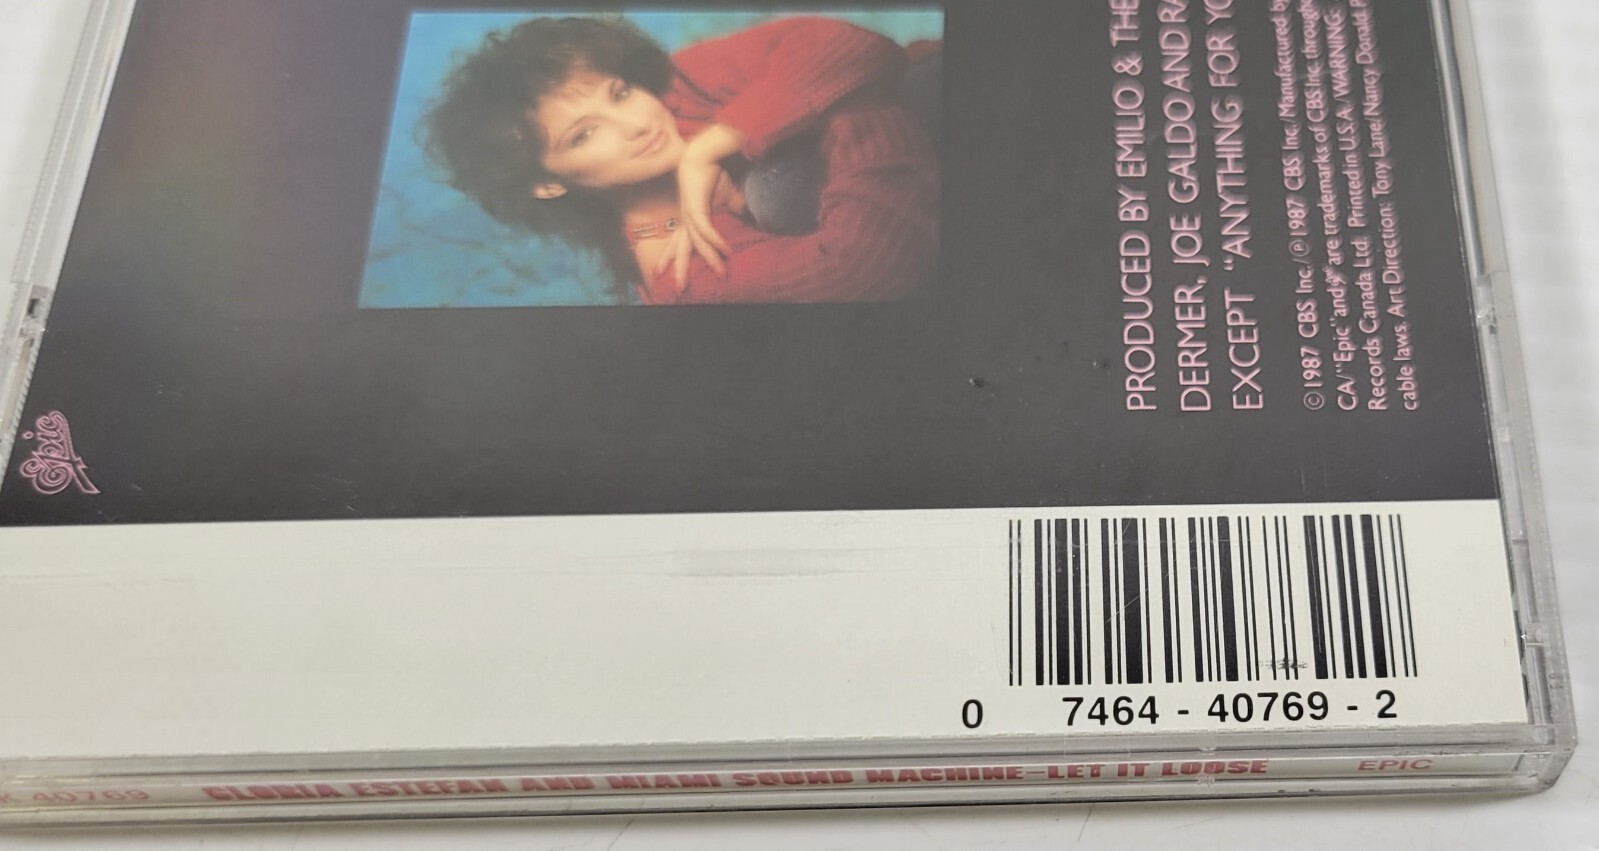 PRODUCED BY EMILIO & THE
DERMER, JOE GALDO AND RA
EXCEPT "ANYTHING FOR YO
©1987 CBS Inc./℗1987 CBS Inc./Manufactured by
CA/"Epic" and are trademarks of CBS Inc. through
Records Canada Ltd. Printed in U.S.A./WARNING:
cable laws. Art Direction: Tony Lane/Nancy Donald
Epic
0 7464 - 40769 - 2
K 40769 GLORIA ESTEFAN AND MIAMI SOUND MACHINE—LET IT LOOSE EPIC